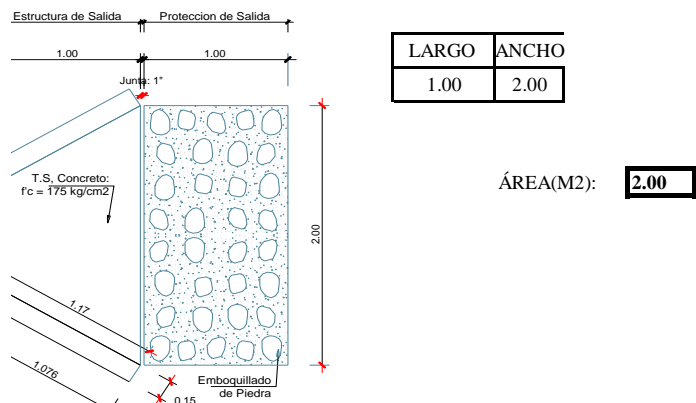 Estructura de Salida
Proteccion de Salida
1.00
1.00
Junta: 1"
T.S, Concreto:
f'c = 175 kg/cm2
2.00
1.17
1.076
0.15
Emboquillado
de Piedra
LARGO ANCHO
1.00 2.00
ÁREA(M2): 2.00